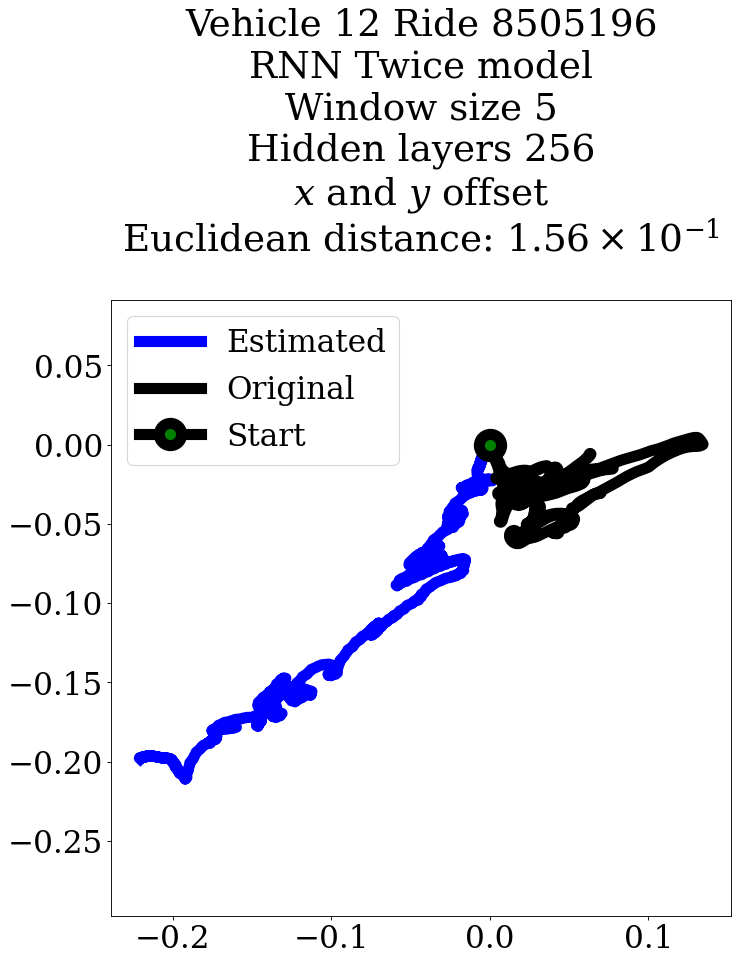 Vehicle 12 Ride 8505196
RNN Twice model
Window size 5
Hidden layers 256
x and y offset
Euclidean distance: 1.56 × 10⁻¹
Estimated
Original
Start
0.05
0.00
−0.05
−0.10
−0.15
−0.20
−0.25
−0.2 −0.1 0.0 0.1